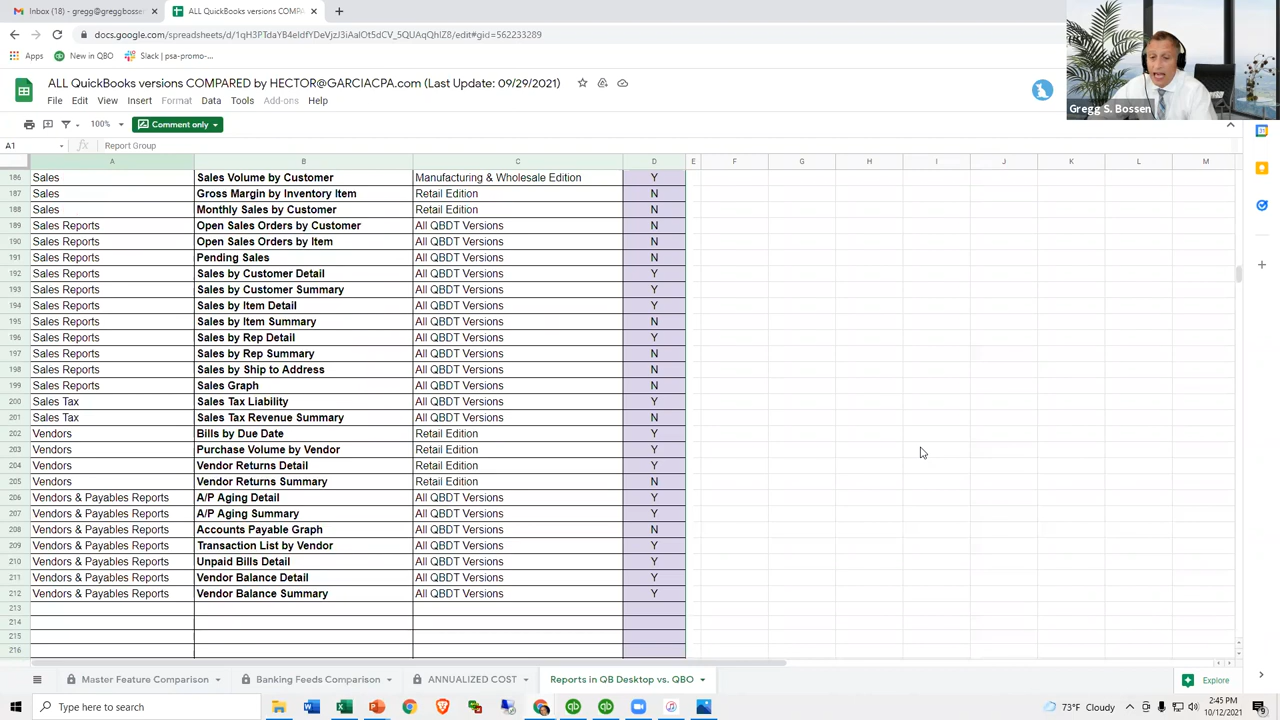 Inbox (18) - gregg@greggbosse
ALL QuickBooks versions COMPA
docs.google.com/spreadsheets/d/1qH3PTdaYB4eIdfYDeVjzJ3iAalOt5dCV_5QUAqQhIZ8/edit#gid=562233289
Apps New in QBO Slack | psa-promo-...
ALL QuickBooks versions COMPARED by HECTOR@GARCIACPA.com (Last Update: 09/29/2021)
File Edit View Insert Format Data Tools Add-ons Help
100% Comment only
Gregg S. Bossen
A1 fx Report Group
A B C D E F G H I J K L M
186 Sales Sales Volume by Customer Manufacturing & Wholesale Edition Y
187 Sales Gross Margin by Inventory Item Retail Edition N
188 Sales Monthly Sales by Customer Retail Edition N
189 Sales Reports Open Sales Orders by Customer All QBDT Versions N
190 Sales Reports Open Sales Orders by Item All QBDT Versions N
191 Sales Reports Pending Sales All QBDT Versions N
192 Sales Reports Sales by Customer Detail All QBDT Versions Y
193 Sales Reports Sales by Customer Summary All QBDT Versions Y
194 Sales Reports Sales by Item Detail All QBDT Versions Y
195 Sales Reports Sales by Item Summary All QBDT Versions N
196 Sales Reports Sales by Rep Detail All QBDT Versions Y
197 Sales Reports Sales by Rep Summary All QBDT Versions N
198 Sales Reports Sales by Ship to Address All QBDT Versions N
199 Sales Reports Sales Graph All QBDT Versions N
200 Sales Tax Sales Tax Liability All QBDT Versions Y
201 Sales Tax Sales Tax Revenue Summary All QBDT Versions N
202 Vendors Bills by Due Date Retail Edition Y
203 Vendors Purchase Volume by Vendor Retail Edition Y
204 Vendors Vendor Returns Detail Retail Edition Y
205 Vendors Vendor Returns Summary Retail Edition N
206 Vendors & Payables Reports A/P Aging Detail All QBDT Versions Y
207 Vendors & Payables Reports A/P Aging Summary All QBDT Versions Y
208 Vendors & Payables Reports Accounts Payable Graph All QBDT Versions N
209 Vendors & Payables Reports Transaction List by Vendor All QBDT Versions Y
210 Vendors & Payables Reports Unpaid Bills Detail All QBDT Versions Y
211 Vendors & Payables Reports Vendor Balance Detail All QBDT Versions Y
212 Vendors & Payables Reports Vendor Balance Summary All QBDT Versions Y
213
214
215
216
Master Feature Comparison Banking Feeds Comparison ANNUALIZED COST Reports in QB Desktop vs. QBO Explore
Type here to search 73°F Cloudy 2:45 PM
10/12/2021